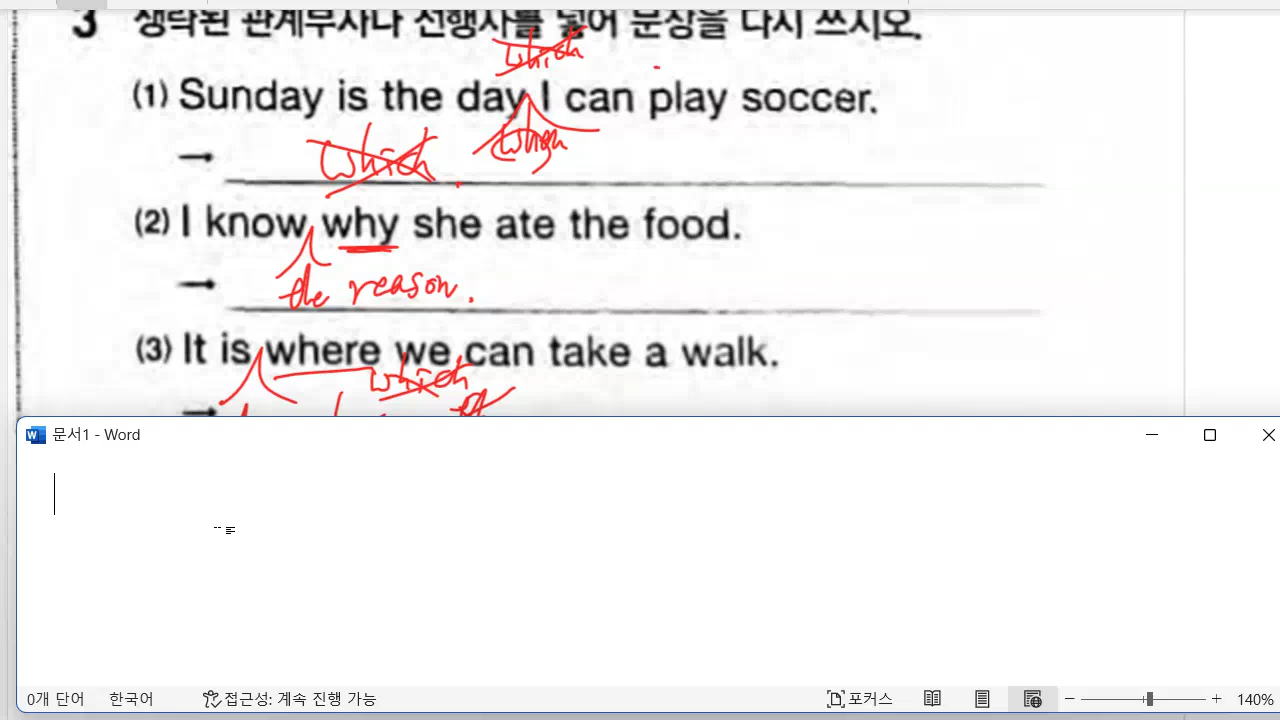 3 생략된 관계부사나 선행사를 넣어 문장을 다시 쓰시오.
which
(1) Sunday is the day I can play soccer.
→ which when
(2) I know why she ate the food.
→ the reason.
(3) It is where we can take a walk.
which
→
문서1 - Word
0개 단어 한국어 접근성: 계속 진행 가능 포커스 140%